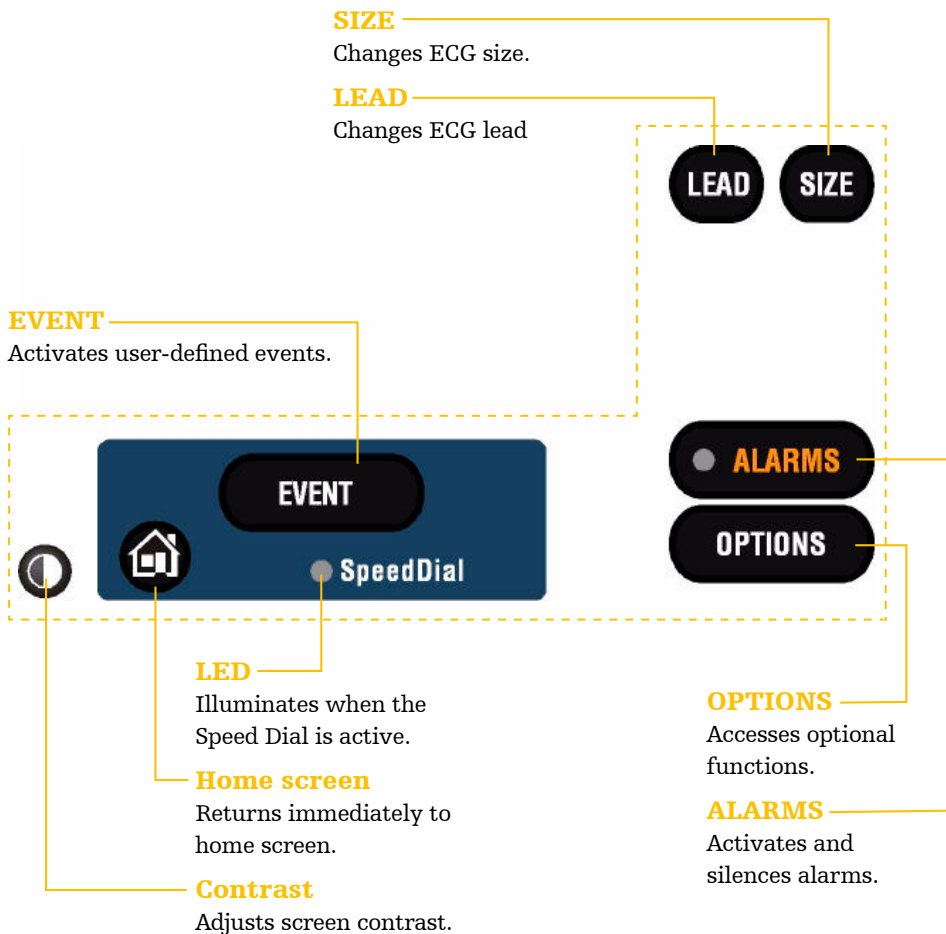 SIZE
Changes ECG size.
LEAD
Changes ECG lead
LEAD
SIZE
EVENT
Activates user-defined events.
ALARMS
EVENT
OPTIONS
SpeedDial
LED
Illuminates when the
Speed Dial is active.
Home screen
Returns immediately to
home screen.
Contrast
Adjusts screen contrast.
OPTIONS
Accesses optional
functions.
ALARMS
Activates and
silences alarms.